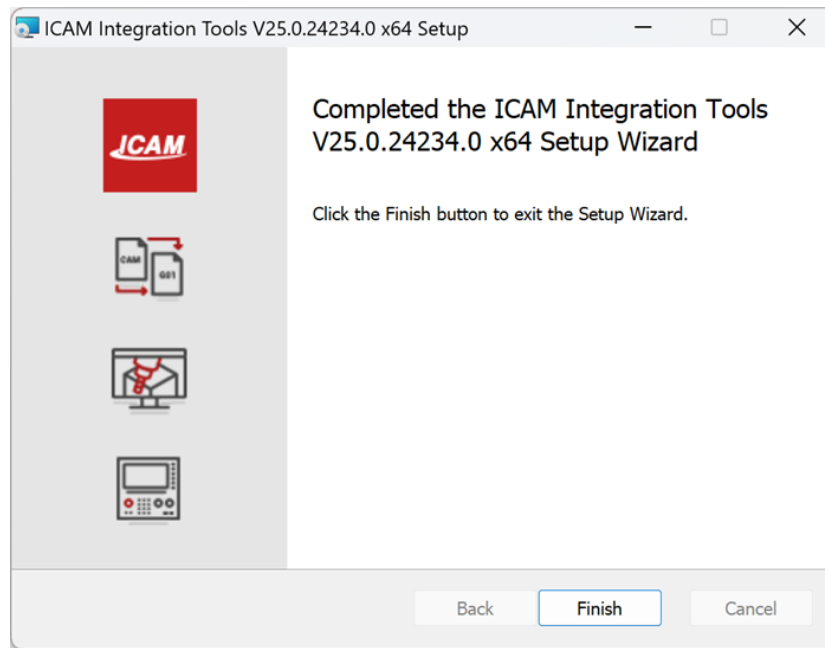 ICAM Integration Tools V25.0.24234.0 x64 Setup
Completed the ICAM Integration Tools
V25.0.24234.0 x64 Setup Wizard
ICAM
Click the Finish button to exit the Setup Wizard.
CAM
G01
Back Finish Cancel